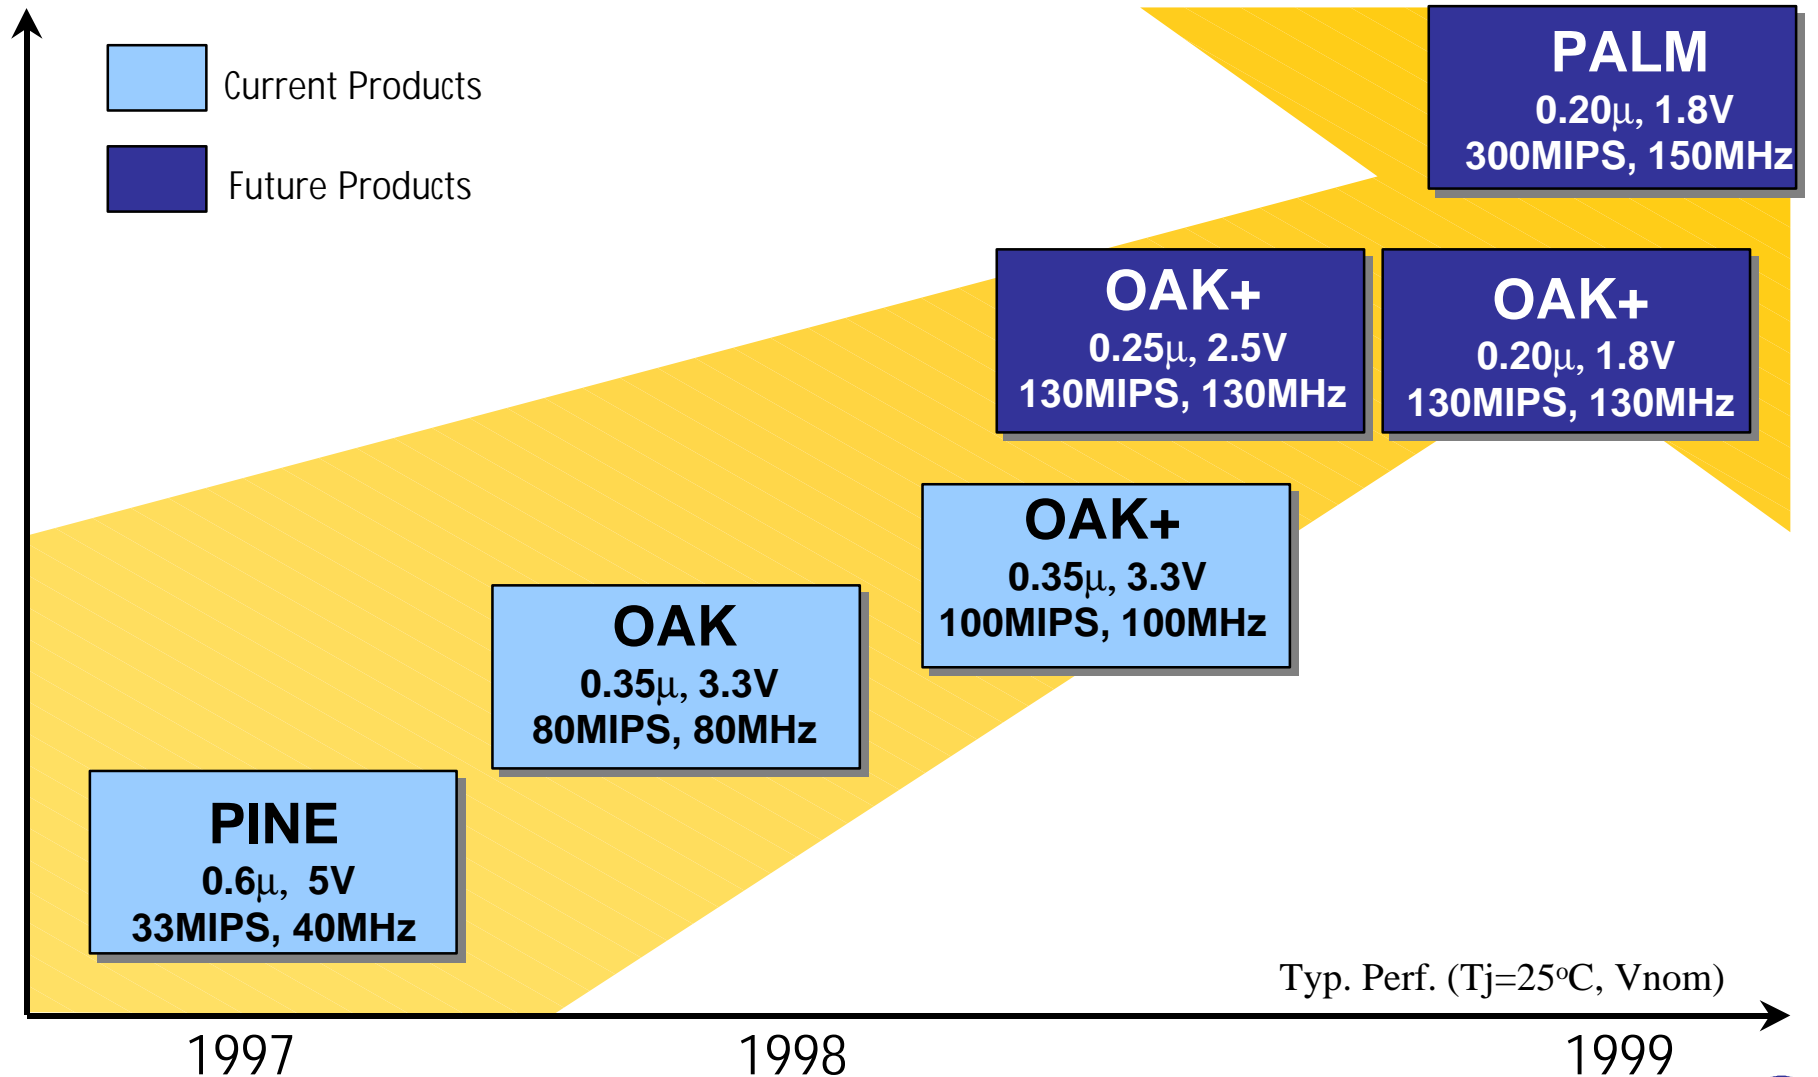 Current Products
Future Products
PALM
0.20μ, 1.8V
300MIPS, 150MHz
OAK+
0.25μ, 2.5V
130MIPS, 130MHz
OAK+
0.20μ, 1.8V
130MIPS, 130MHz
OAK+
0.35μ, 3.3V
100MIPS, 100MHz
OAK
0.35μ, 3.3V
80MIPS, 80MHz
PINE
0.6μ, 5V
33MIPS, 40MHz
Typ. Perf. (Tj=25°C, Vnom)
1997 1998 1999